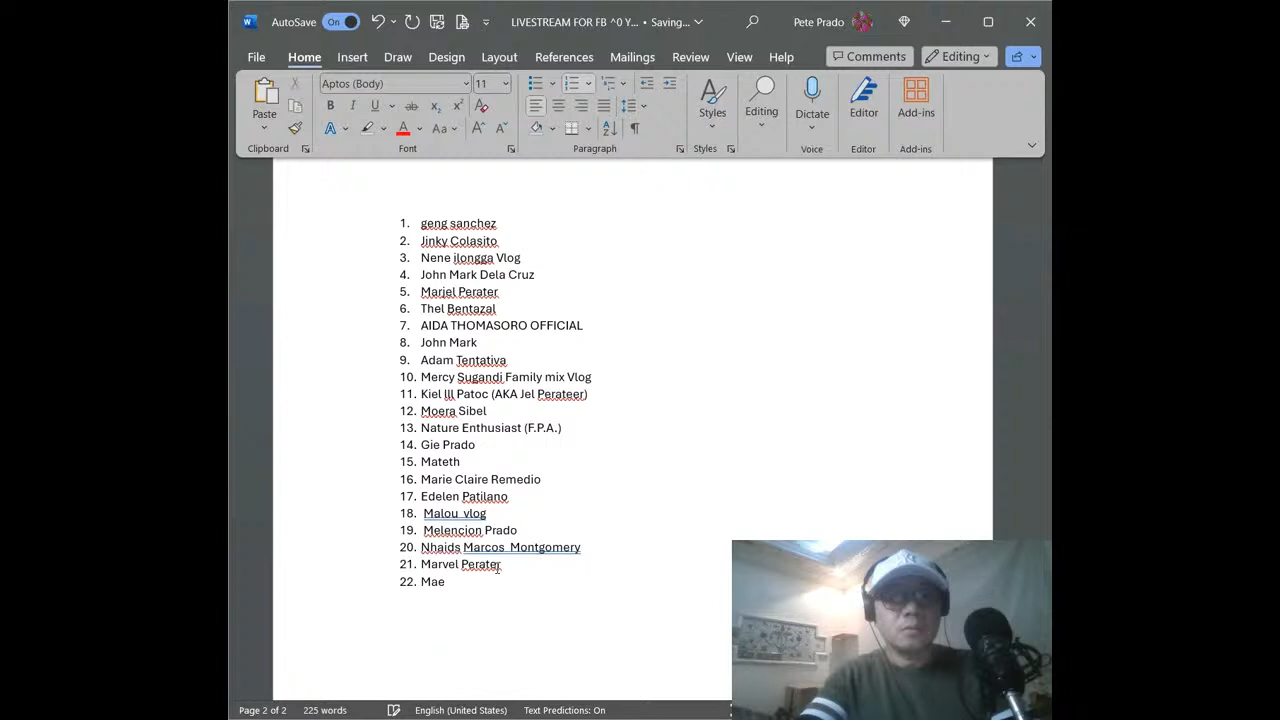 AutoSave On LIVESTREAM FOR FB ^0 Y... • Saving... Pete Prado
File Home Insert Draw Design Layout References Mailings Review View Help Comments Editing
Aptos (Body) 11
Paste Styles Editing Dictate Editor Add-ins
Clipboard Font Paragraph Styles Voice Editor Add-ins
1. geng sanchez
2. Jinky Colasito
3. Nene ilongga Vlog
4. John Mark Dela Cruz
5. Marjel Perater
6. Thel Bentazal
7. AIDA THOMASORO OFFICIAL
8. John Mark
9. Adam Tentativa
10. Mercy Sugandi Family mix Vlog
11. Kiel lll Patoc (AKA Jel Perateer)
12. Moera Sibel
13. Nature Enthusiast (F.P.A.)
14. Gie Prado
15. Mateth
16. Marie Claire Remedio
17. Edelen Patilano
18. Malou vlog
19. Melencion Prado
20. Nhaids Marcos Montgomery
21. Marvel Perater
22. Mae
Page 2 of 2 225 words English (United States) Text Predictions: On